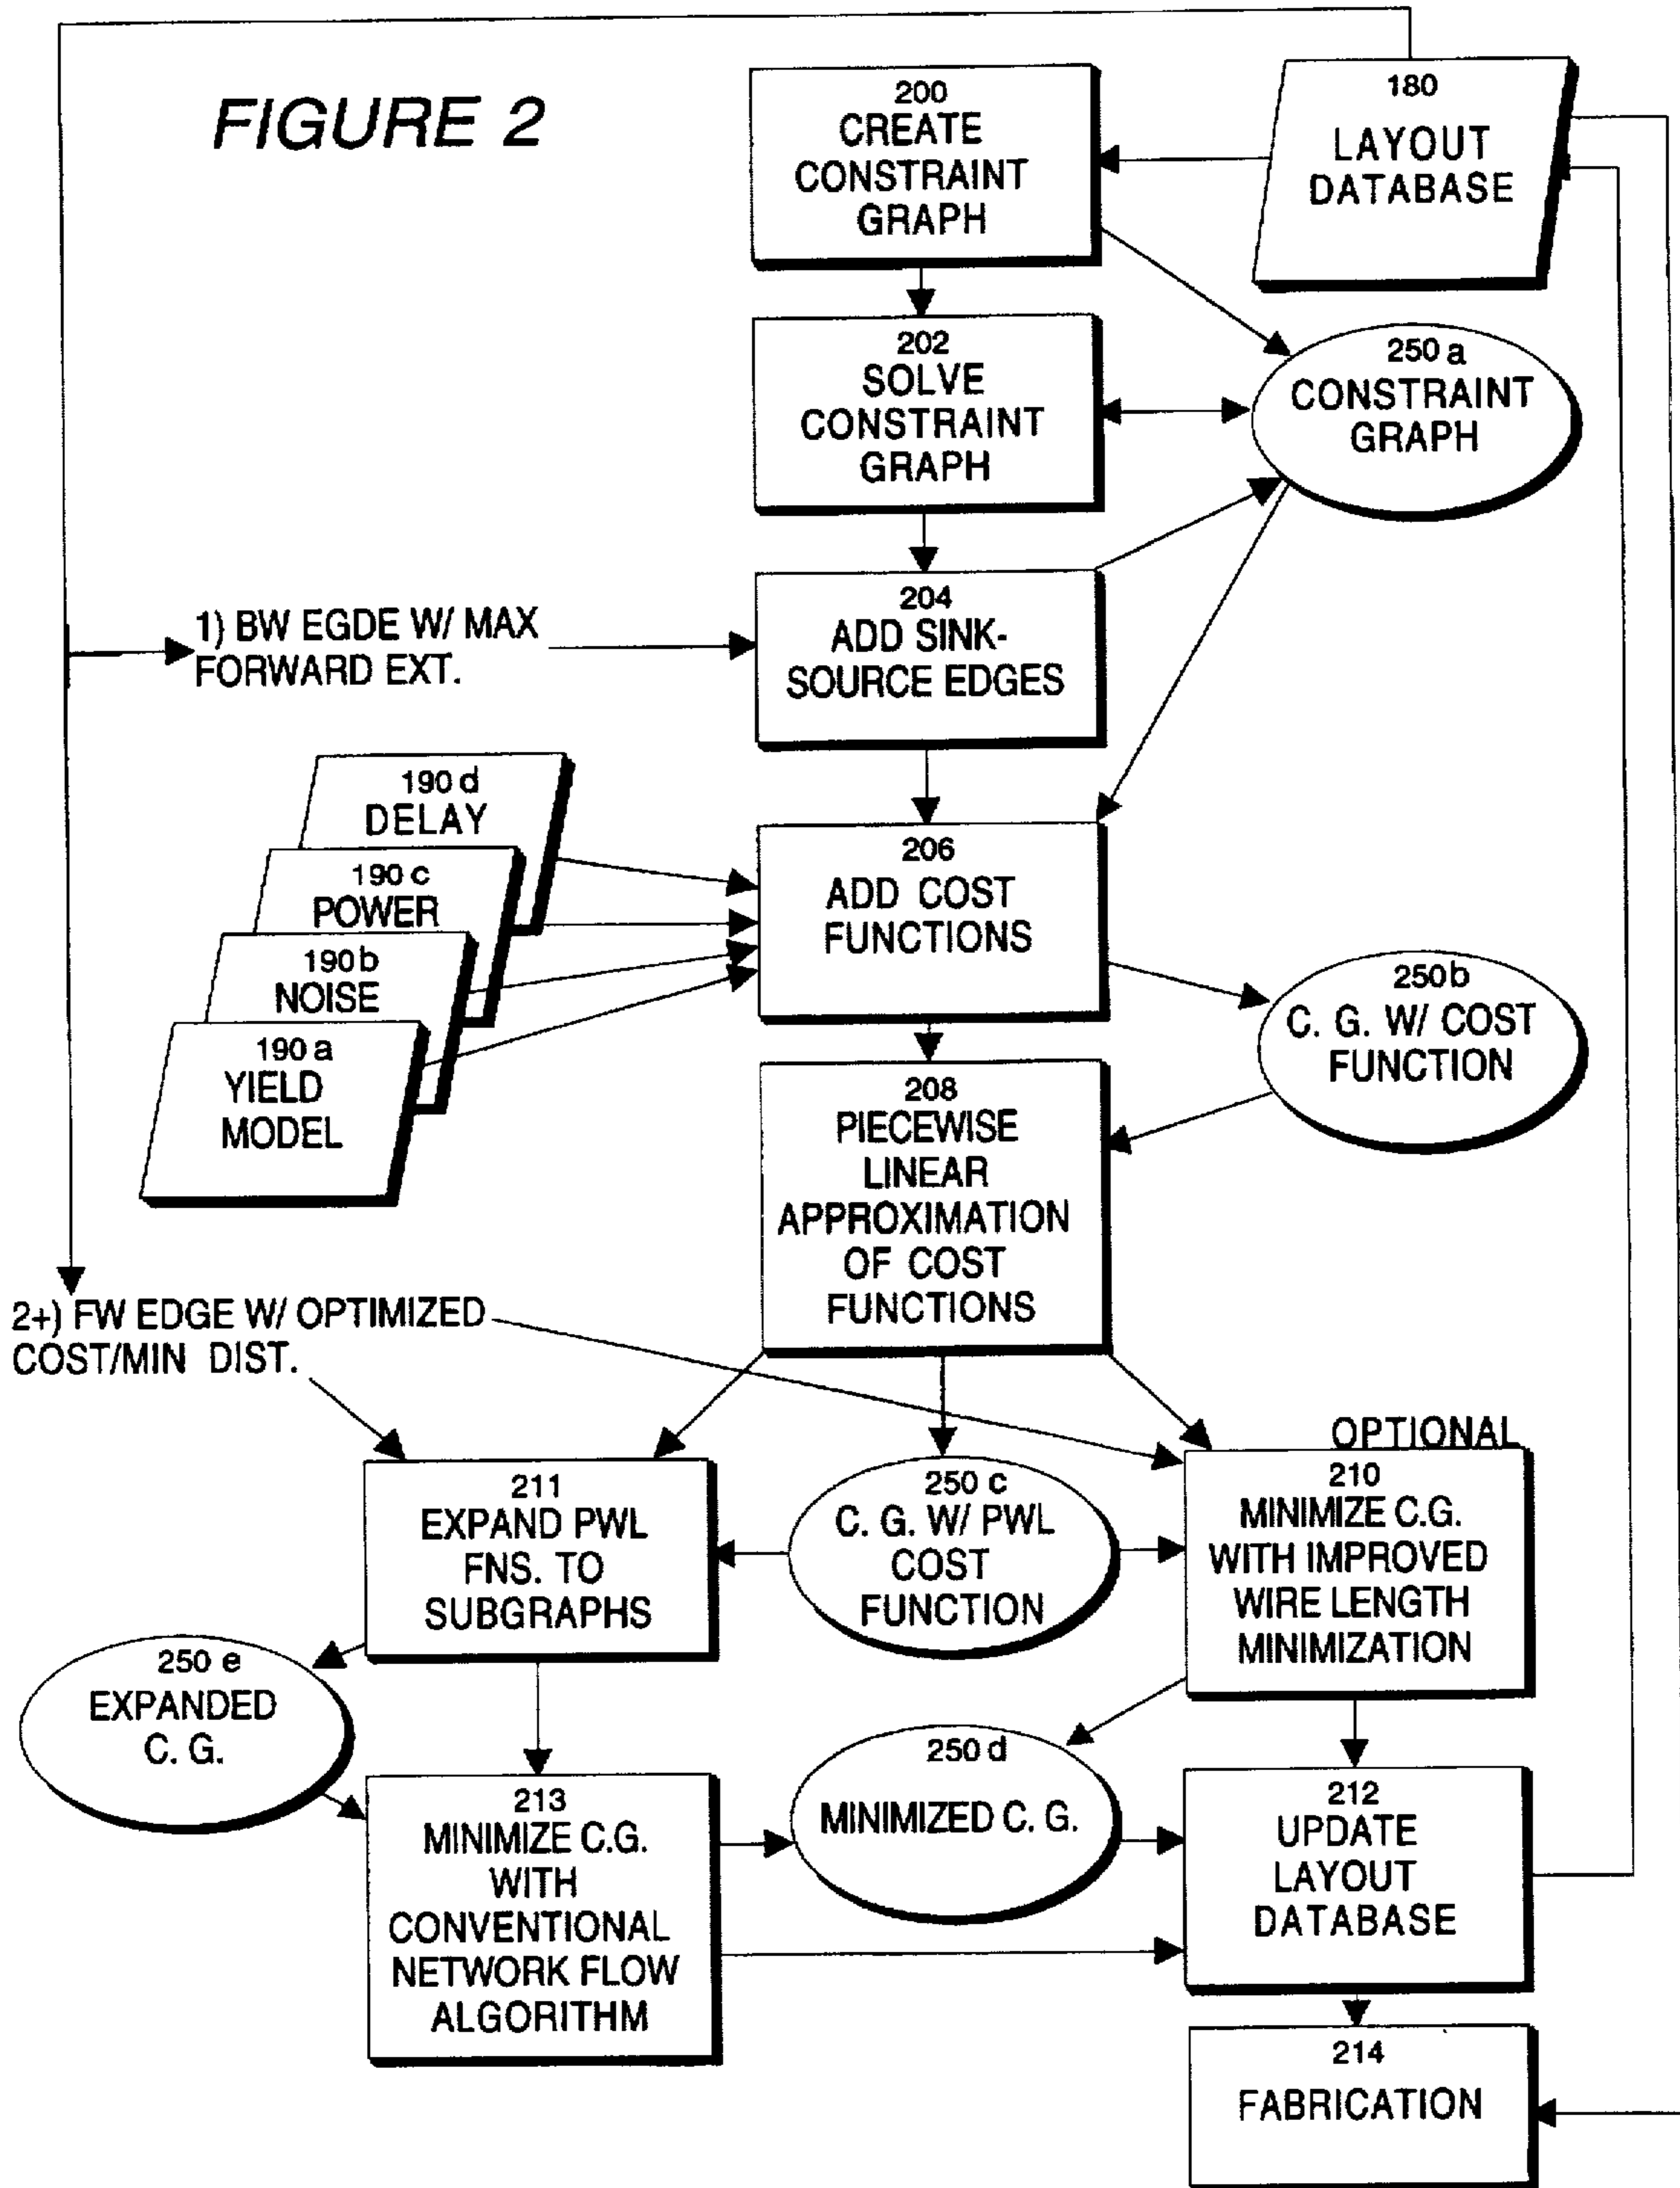 FIGURE 2
200
CREATE
CONSTRAINT
GRAPH
180
LAYOUT
DATABASE
202
SOLVE
CONSTRAINT
GRAPH
250 a
CONSTRAINT
GRAPH
1) BW EGDE W/ MAX
FORWARD EXT.
204
ADD SINK-
SOURCE EDGES
190 d
DELAY
190 c
POWER
190 b
NOISE
190 a
YIELD
MODEL
206
ADD COST
FUNCTIONS
250 b
C. G. W/ COST
FUNCTION
208
PIECEWISE
LINEAR
APPROXIMATION
OF COST
FUNCTIONS
2+) FW EDGE W/ OPTIMIZED
COST/MIN DIST.
211
EXPAND PWL
FNS. TO
SUBGRAPHS
250 c
C. G. W/ PWL
COST
FUNCTION
OPTIONAL
210
MINIMIZE C.G.
WITH IMPROVED
WIRE LENGTH
MINIMIZATION
250 e
EXPANDED
C. G.
213
MINIMIZE C.G.
WITH
CONVENTIONAL
NETWORK FLOW
ALGORITHM
250 d
MINIMIZED C. G.
212
UPDATE
LAYOUT
DATABASE
214
FABRICATION